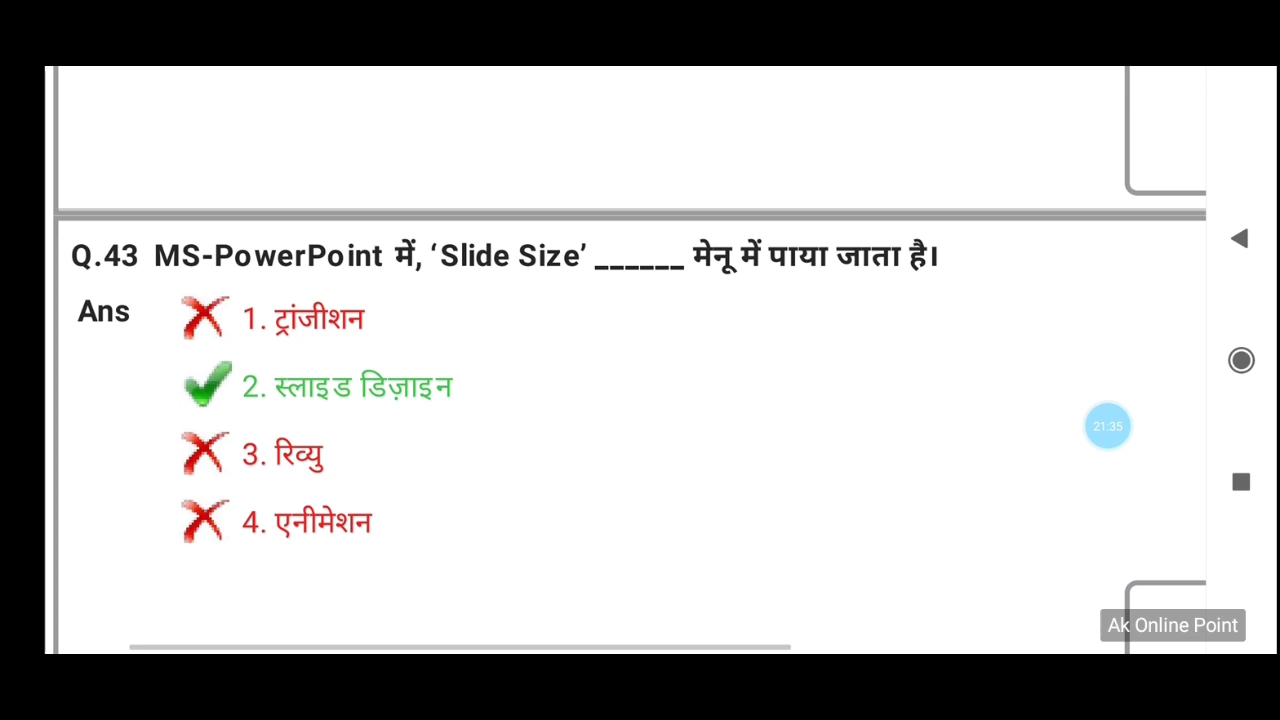 Q.43 MS-PowerPoint में, ‘Slide Size’ ______ मेनू में पाया जाता है।
Ans 1. ट्रांजीशन
2. स्लाइड डिज़ाइन
3. रिव्यु
4. एनीमेशन
21:35
Ak Online Point